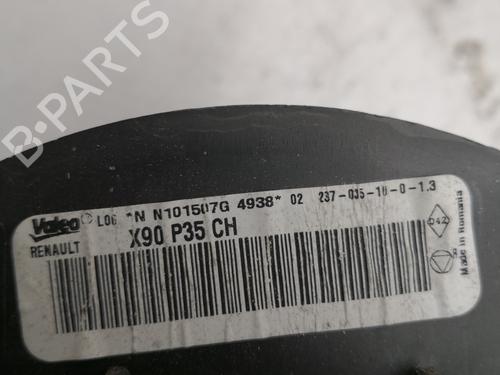 B-PARTS
Valeo L06 *N N101507G 4938* 02 237-035-10-0-1.3
RENAULT X90 P35 CH
D42
Made in Romania